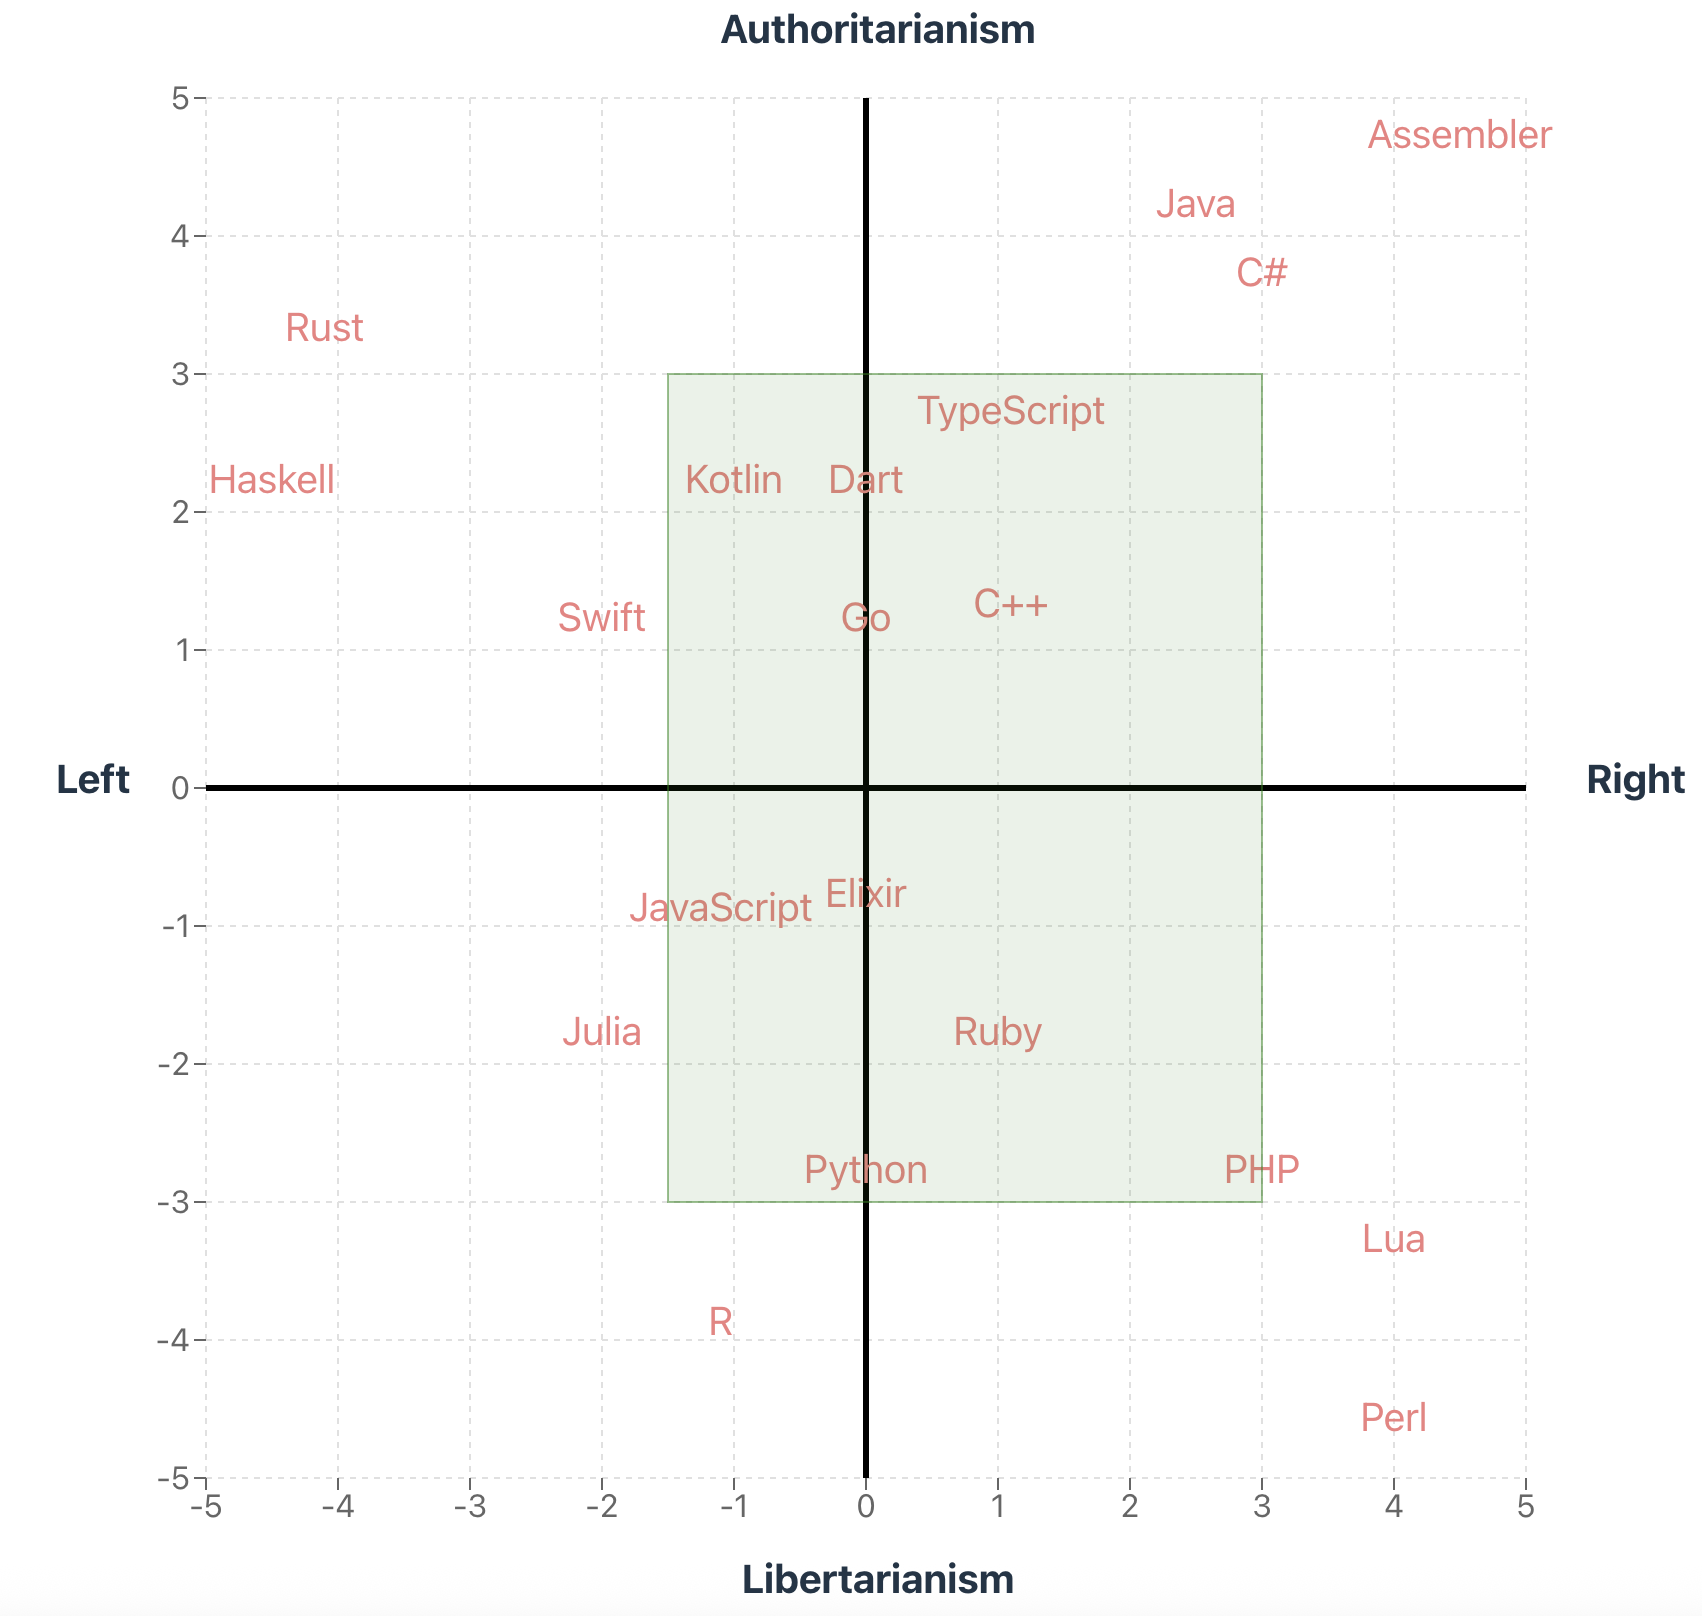 Authoritarianism
5
Assembler
Java
4
C#
Rust
3
TypeScript
Haskell
Kotlin
Dart
2
Swift
Go
C++
1
Left
0
Right
Elixir
JavaScript
-1
Julia
Ruby
-2
Python
PHP
-3
Lua
R
-4
Perl
-5
-5
-4
-3
-2
-1
0
1
2
3
4
5
Libertarianism